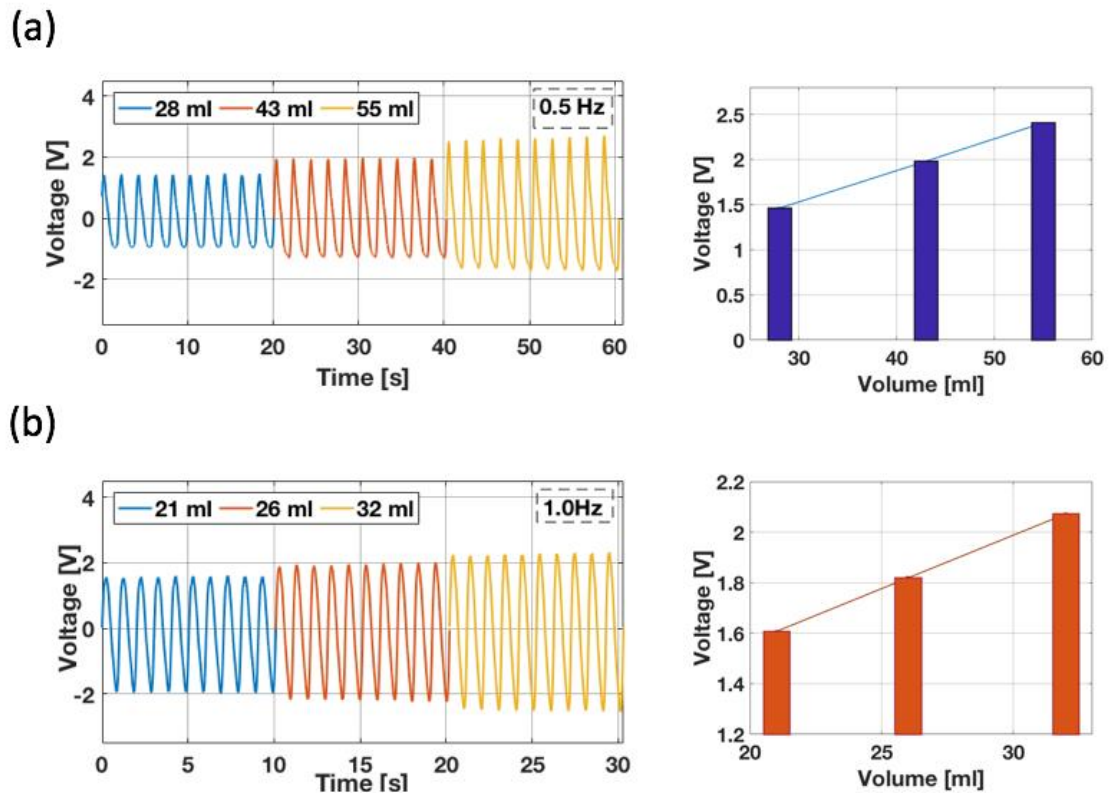 (a)
4
2
0
-2
Voltage [V]
28 ml 43 ml 55 ml
0.5 Hz
0 10 20 30 40 50 60
Time [s]
2.5
2
1.5
1
0.5
0
Voltage [V]
30 40 50 60
Volume [ml]
(b)
4
2
0
-2
Voltage [V]
21 ml 26 ml 32 ml
1.0Hz
0 5 10 15 20 25 30
Time [s]
2.2
2
1.8
1.6
1.4
1.2
Voltage [V]
20 25 30
Volume [ml]